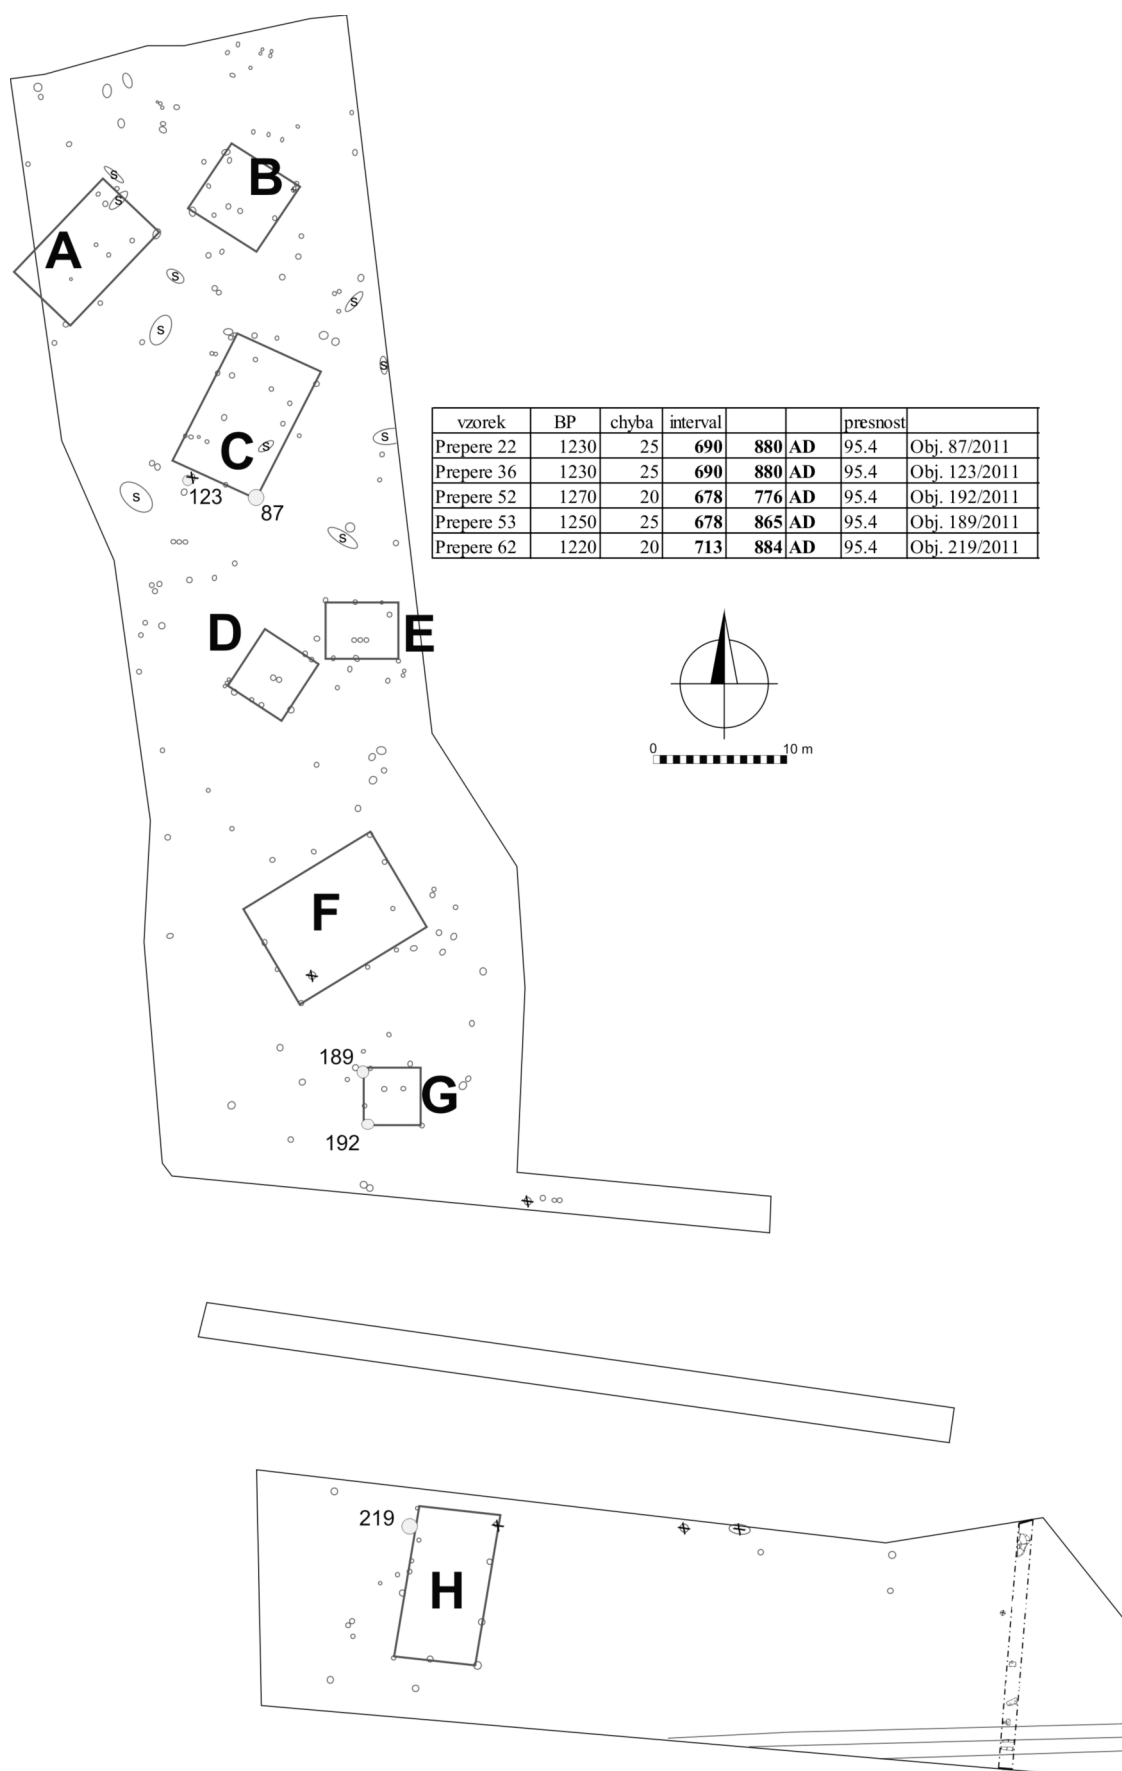 B
s
s
A
s
s
s
s
C
s
s
s
123
87
s
vzorek BP chyba interval presnost
Prepere 22 1230 25 690 880 AD 95.4 Obj. 87/2011
Prepere 36 1230 25 690 880 AD 95.4 Obj. 123/2011
Prepere 52 1270 20 678 776 AD 95.4 Obj. 192/2011
Prepere 53 1250 25 678 865 AD 95.4 Obj. 189/2011
Prepere 62 1220 20 713 884 AD 95.4 Obj. 219/2011
D
E
0 10 m
F
189
G
192
219
H